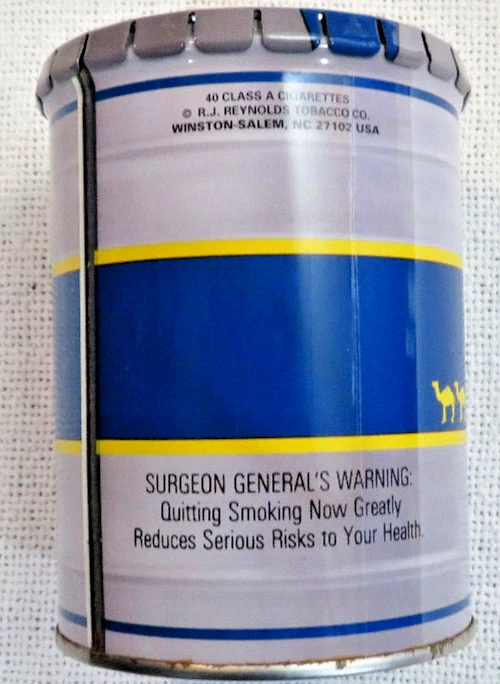 40 CLASS A CIGARETTES
© R.J. REYNOLDS TOBACCO CO.
WINSTON-SALEM, NC 27102 USA
SURGEON GENERAL'S WARNING:
Quitting Smoking Now Greatly
Reduces Serious Risks to Your Health.